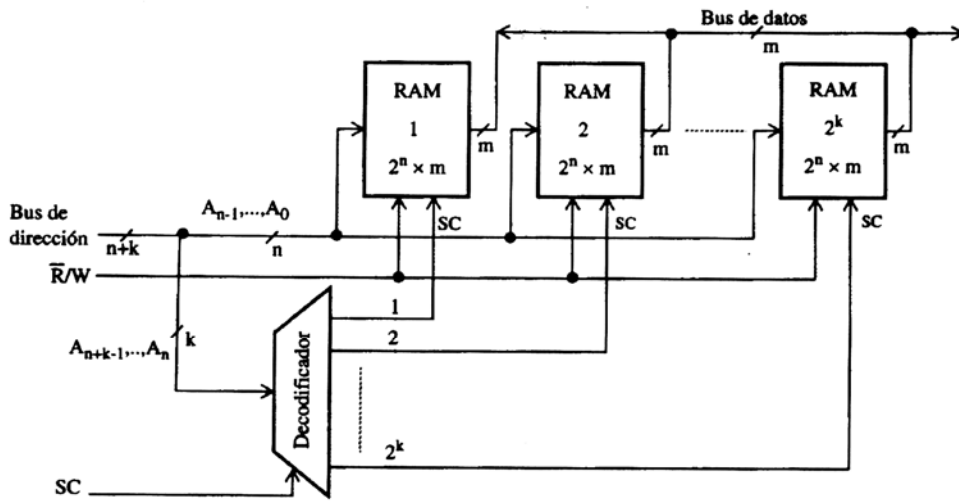 Bus de datos
m
RAM
1
2ⁿ × m
m
RAM
2
2ⁿ × m
m
RAM
2ᵏ
2ⁿ × m
m
SC
SC
SC
Bus de
dirección
n+k
Aₙ₋₁,...,A₀
n
R̅/W
Aₙ₊ₖ₋₁,..,Aₙ
k
Decodificador
1
2
2ᵏ
SC